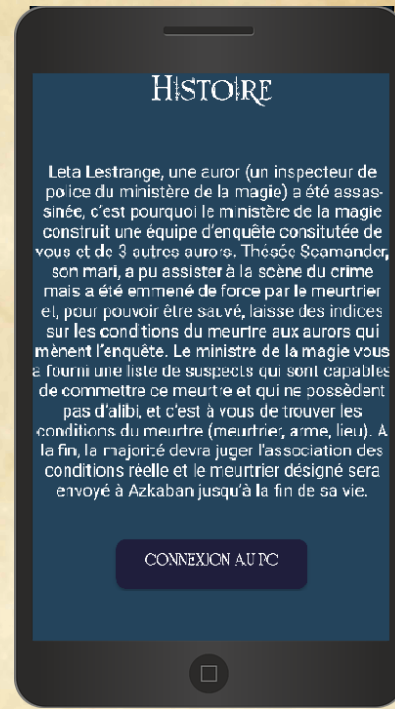 Histoire
Leta Lestrange, une auror (un inspecteur de
police du ministère de la magie) a été assas-
sinée, c'est pourquoi le ministère de la magie
construit une équipe d'enquête consitutée de
vous et de 3 autres aurors. Thésée Scamander,
son mari, a pu assister à la scène du crime
mais a été emmené de force par le meurtrier
et, pour pouvoir être sauvé, laisse des indices
sur les conditions du meurtre aux aurors qui
mènent l'enquête. Le ministre de la magie vous
a fourni une liste de suspects qui sont capables
de commettre ce meurtre et qui ne possèdent
pas d'alibi, et c'est à vous de trouver les
conditions du meurtre (meurtrier, arme, lieu). A
la fin, la majorité devra juger l'association des
conditions réelle et le meurtrier désigné sera
envoyé à Azkaban jusqu'à la fin de sa vie.
CONNEXION AU PC